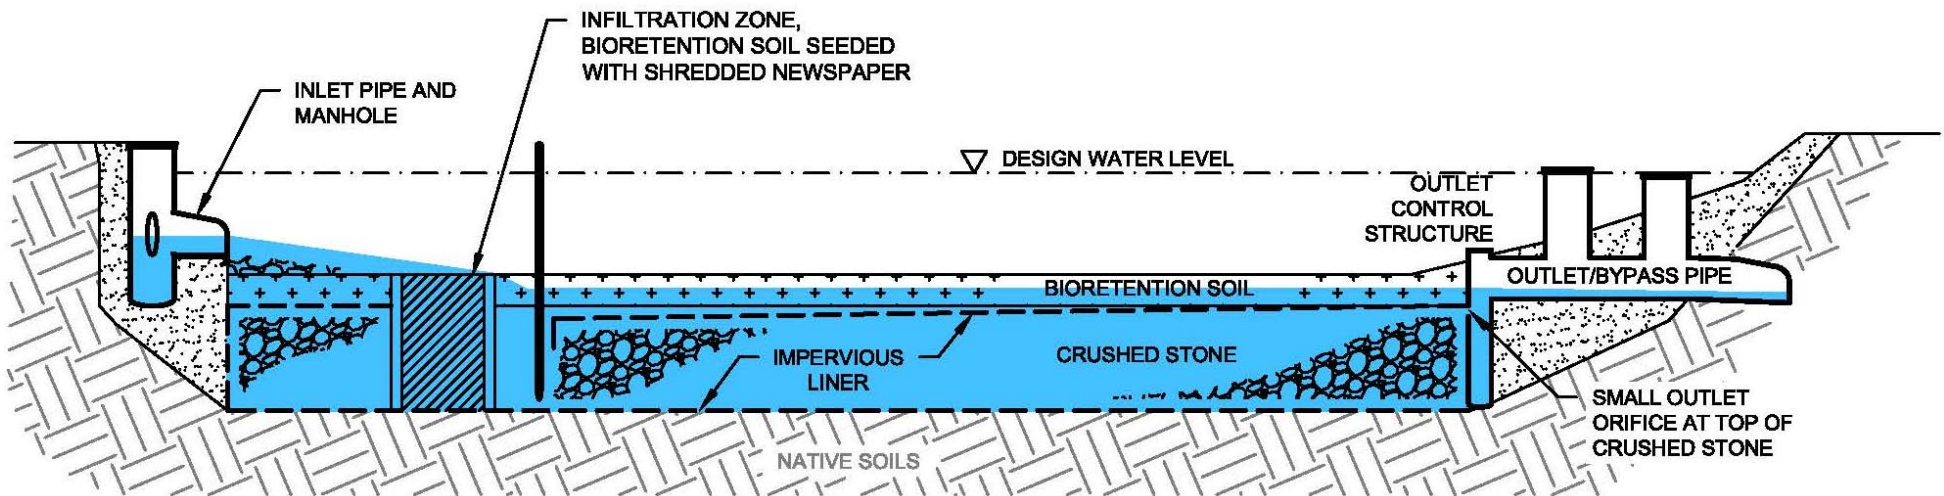 INFILTRATION ZONE,
BIORETENTION SOIL SEEDED
WITH SHREDDED NEWSPAPER
INLET PIPE AND
MANHOLE
DESIGN WATER LEVEL
OUTLET
CONTROL
STRUCTURE
OUTLET/BYPASS PIPE
BIORETENTION SOIL
IMPERVIOUS
LINER
CRUSHED STONE
SMALL OUTLET
ORIFICE AT TOP OF
CRUSHED STONE
NATIVE SOILS